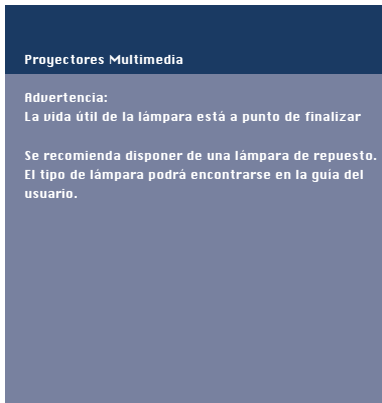 Proyectores Multimedia
Advertencia:
La vida útil de la lámpara está a punto de finalizar
Se recomienda disponer de una lámpara de repuesto.
El tipo de lámpara podrá encontrarse en la guía del
usuario.